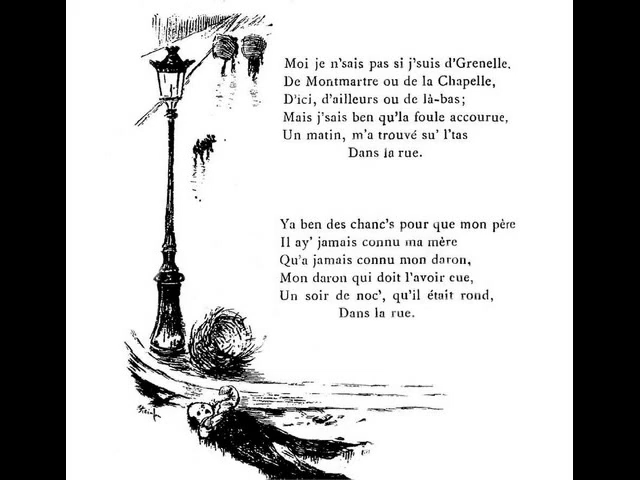 Moi je n'sais pas si j'suis d'Grenelle,
De Montmartre ou de la Chapelle,
D'ici, d'ailleurs ou de là-bas;
Mais j'sais ben qu'la foule accourue,
Un matin, m'a trouvé su' l'tas
Dans la rue.
Ya ben des chanc's pour que mon père
Il ay' jamais connu ma mère
Qu'a jamais connu mon daron,
Mon daron qui doit l'avoir eue,
Un soir de noc', qu'il était rond,
Dans la rue.